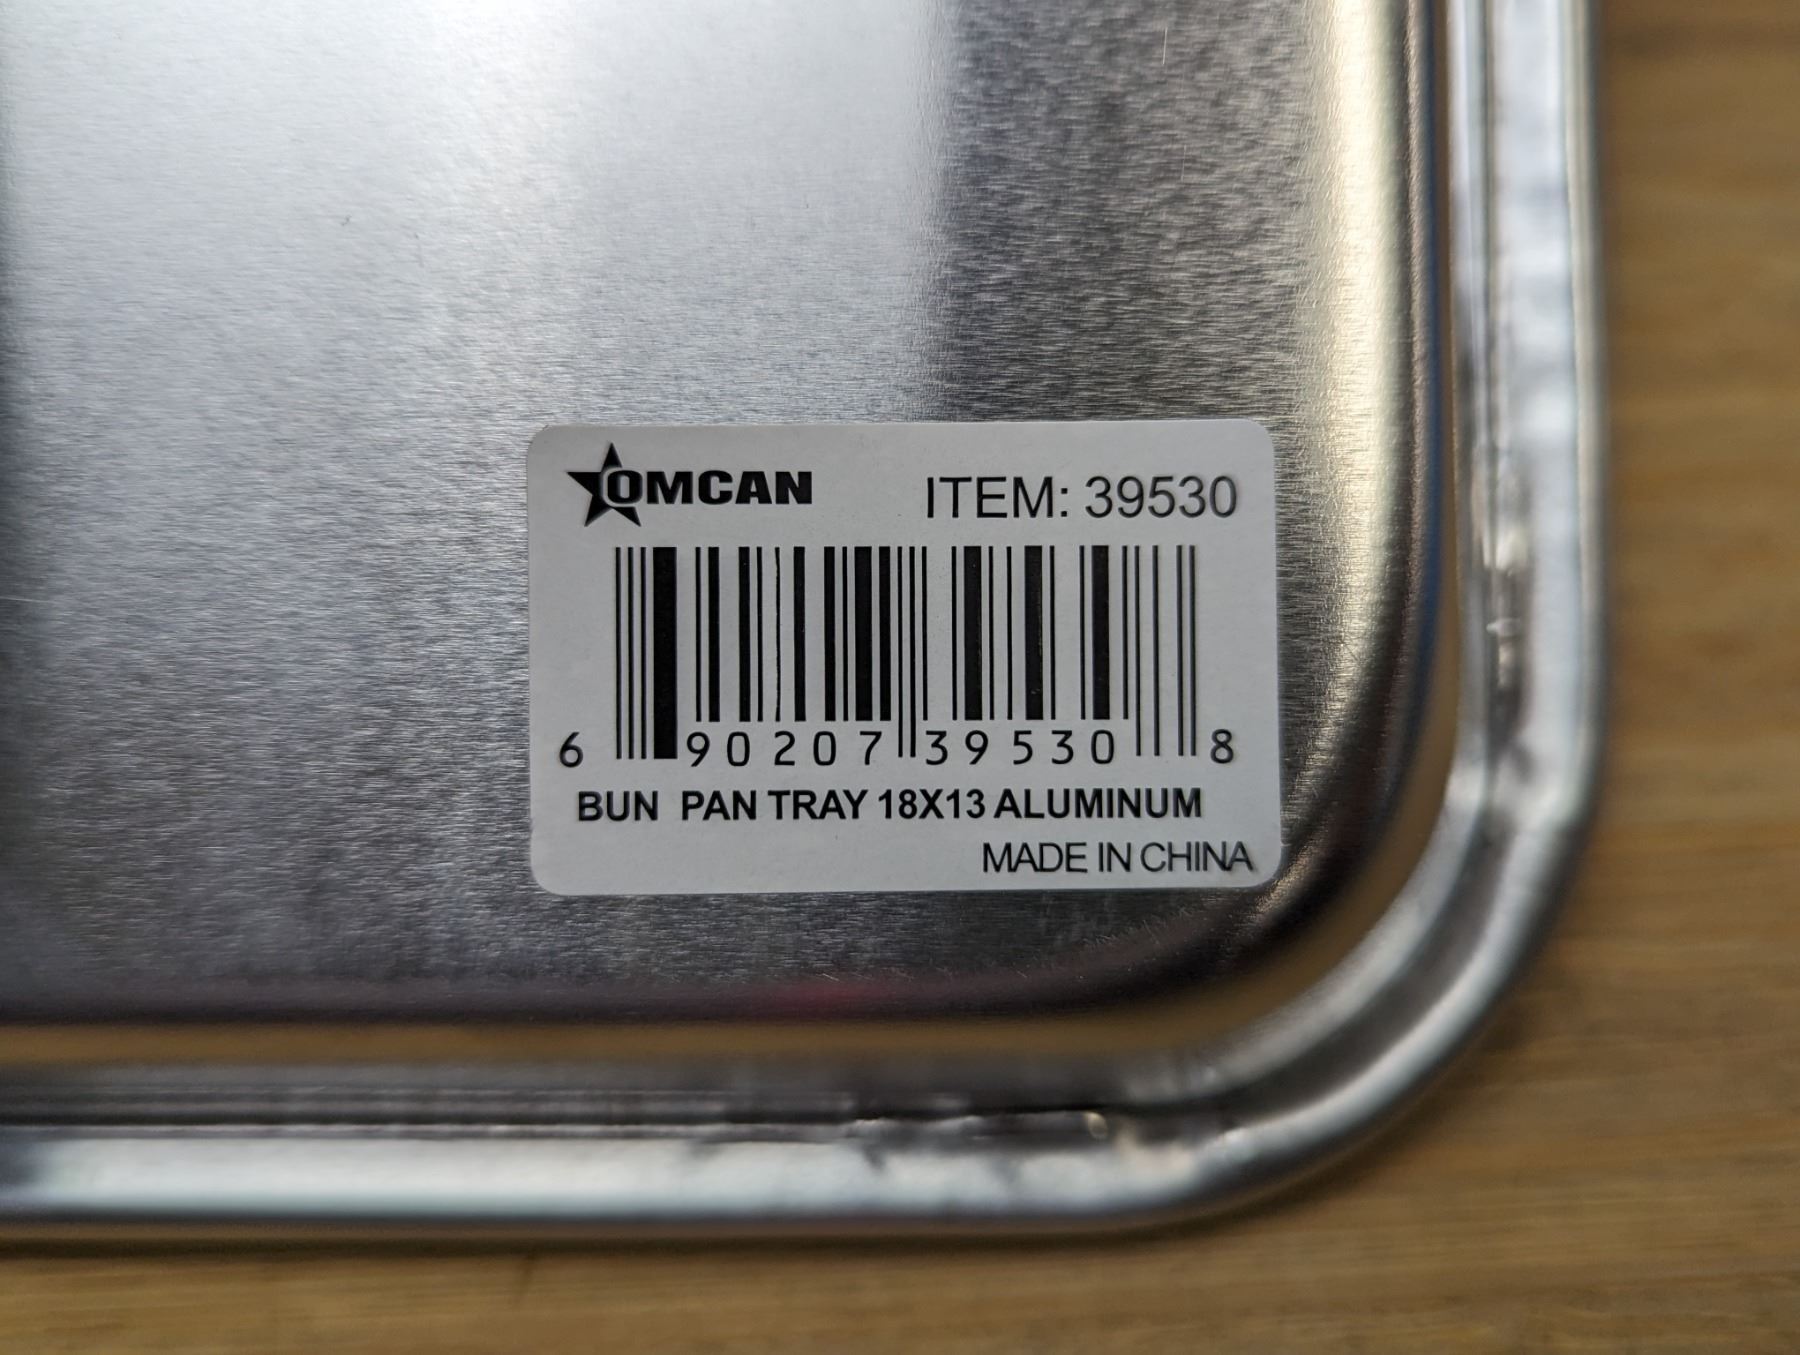 OMCAN ITEM: 39530
6 90207 39530 8
BUN PAN TRAY 18X13 ALUMINUM
MADE IN CHINA